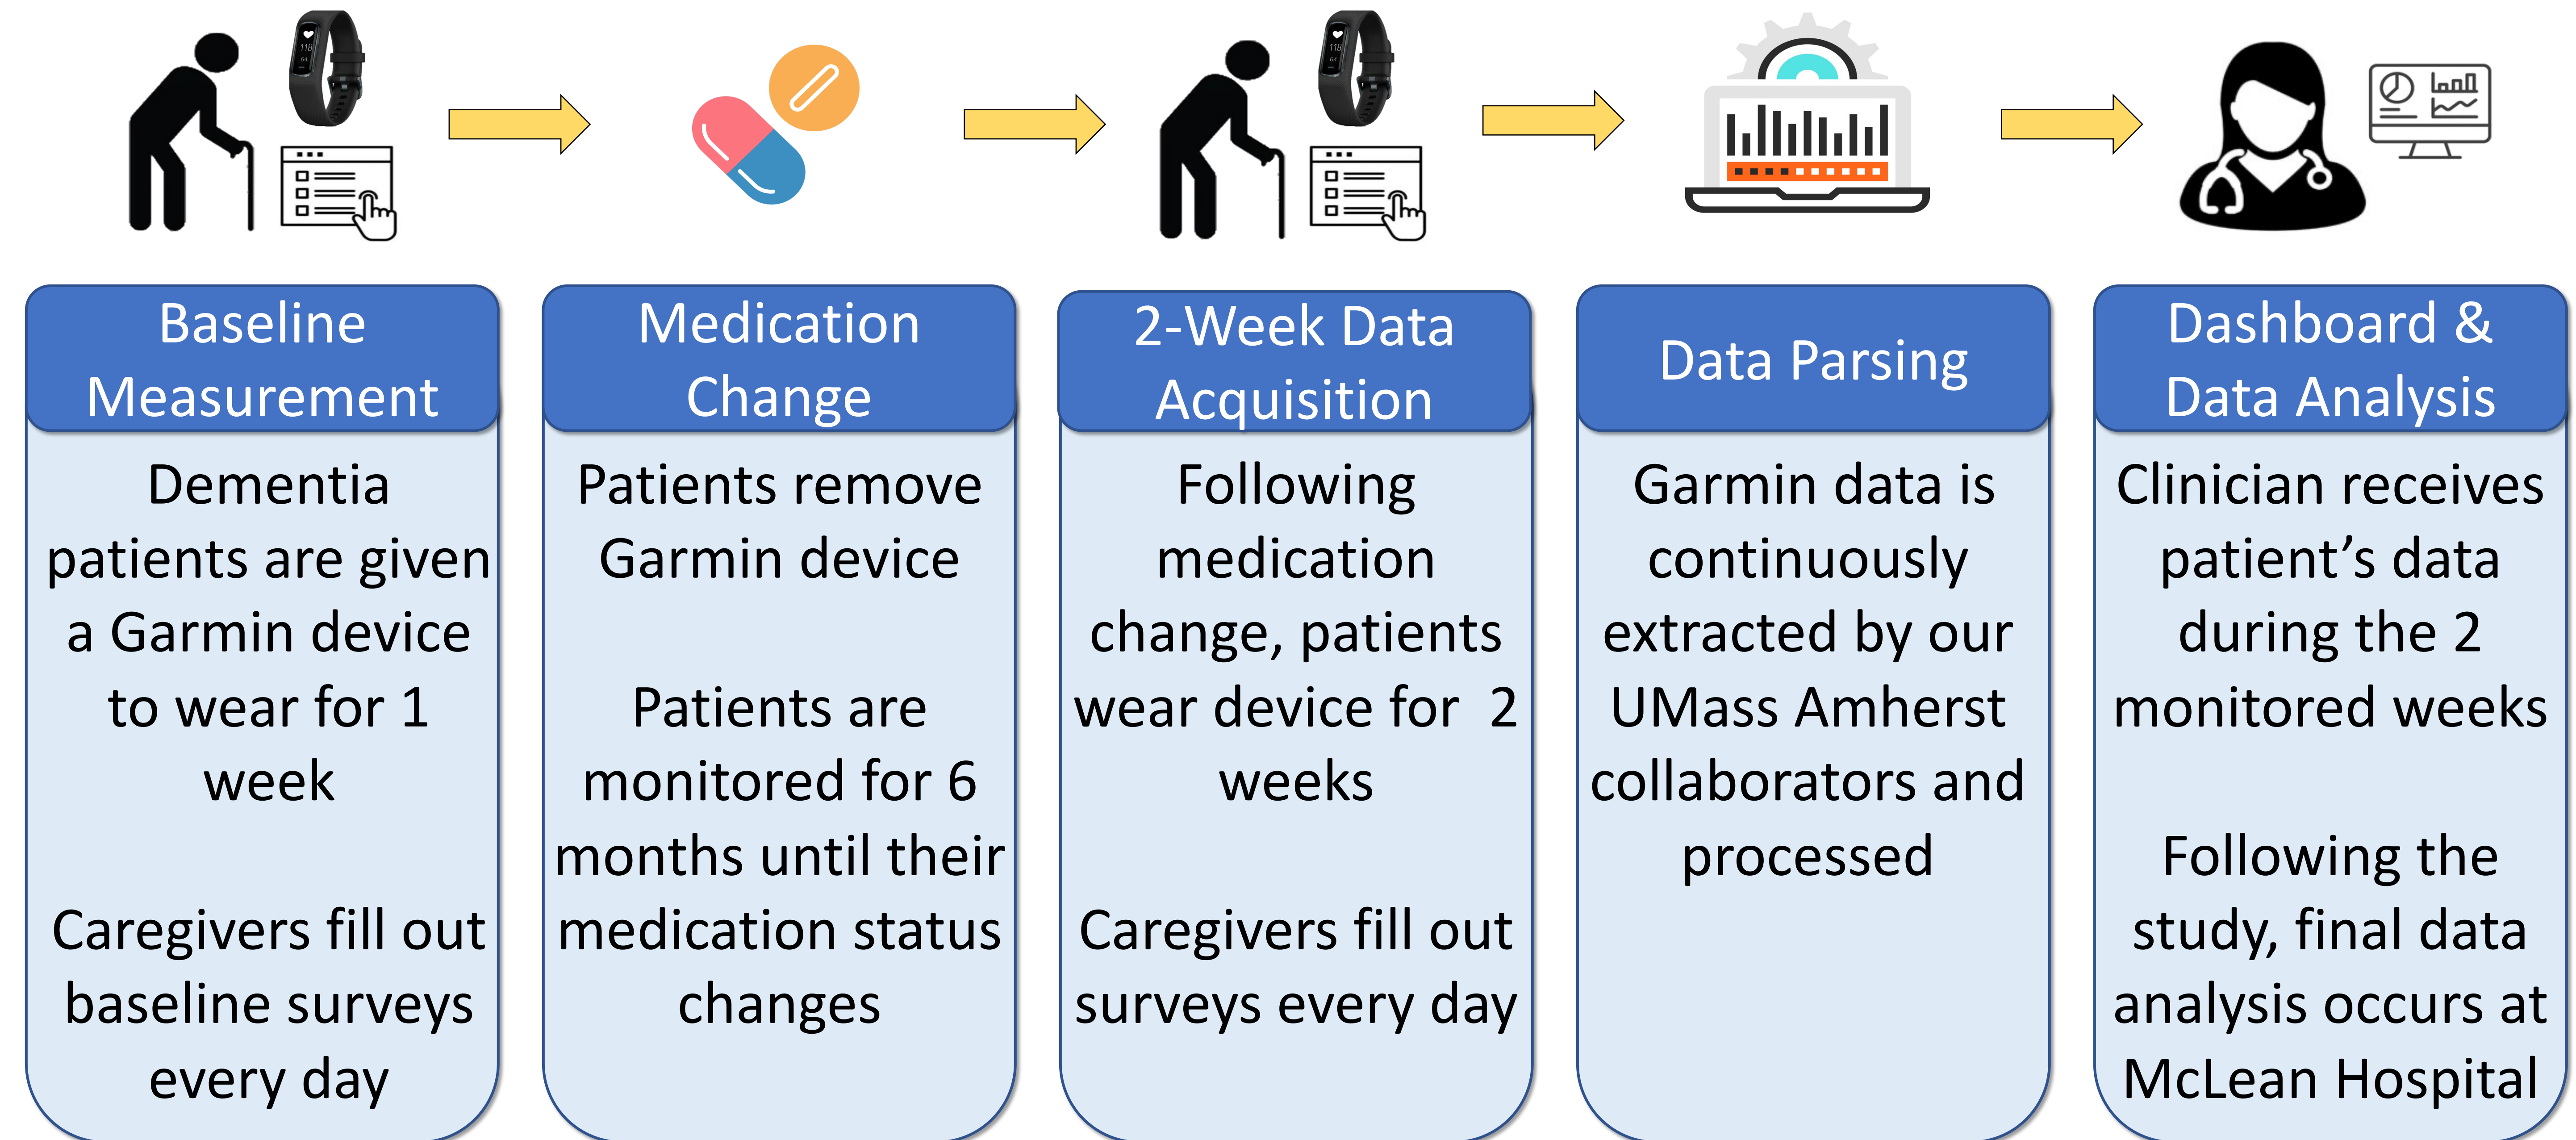 118
64
118
64
Baseline
Measurement
Dementia
patients are given
a Garmin device
to wear for 1
week
Caregivers fill out
baseline surveys
every day
Medication
Change
Patients remove
Garmin device
Patients are
monitored for 6
months until their
medication status
changes
2-Week Data
Acquisition
Following
medication
change, patients
wear device for  2
weeks
Caregivers fill out
surveys every day
Data Parsing
Garmin data is
continuously
extracted by our
UMass Amherst
collaborators and
processed
Dashboard &
Data Analysis
Clinician receives
patient’s data
during the 2
monitored weeks
Following the
study, final data
analysis occurs at
McLean Hospital